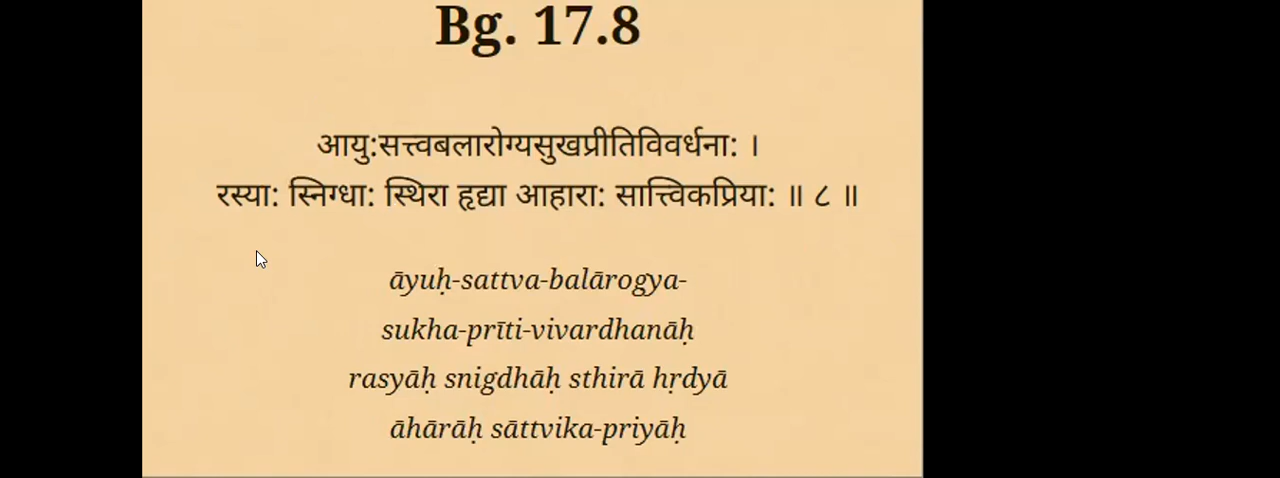 Bg. 17.8
आयु:सत्त्वबलारोग्यसुखप्रीतिविवर्धना: ।
रस्या: स्निग्धा: स्थिरा हृद्या आहारा: सात्त्विकप्रिया: ॥ ८ ॥
āyuḥ-sattva-balārogya-
sukha-prīti-vivardhanāḥ
rasyāḥ snigdhāḥ sthirā hṛdyā
āhārāḥ sāttvika-priyāḥ